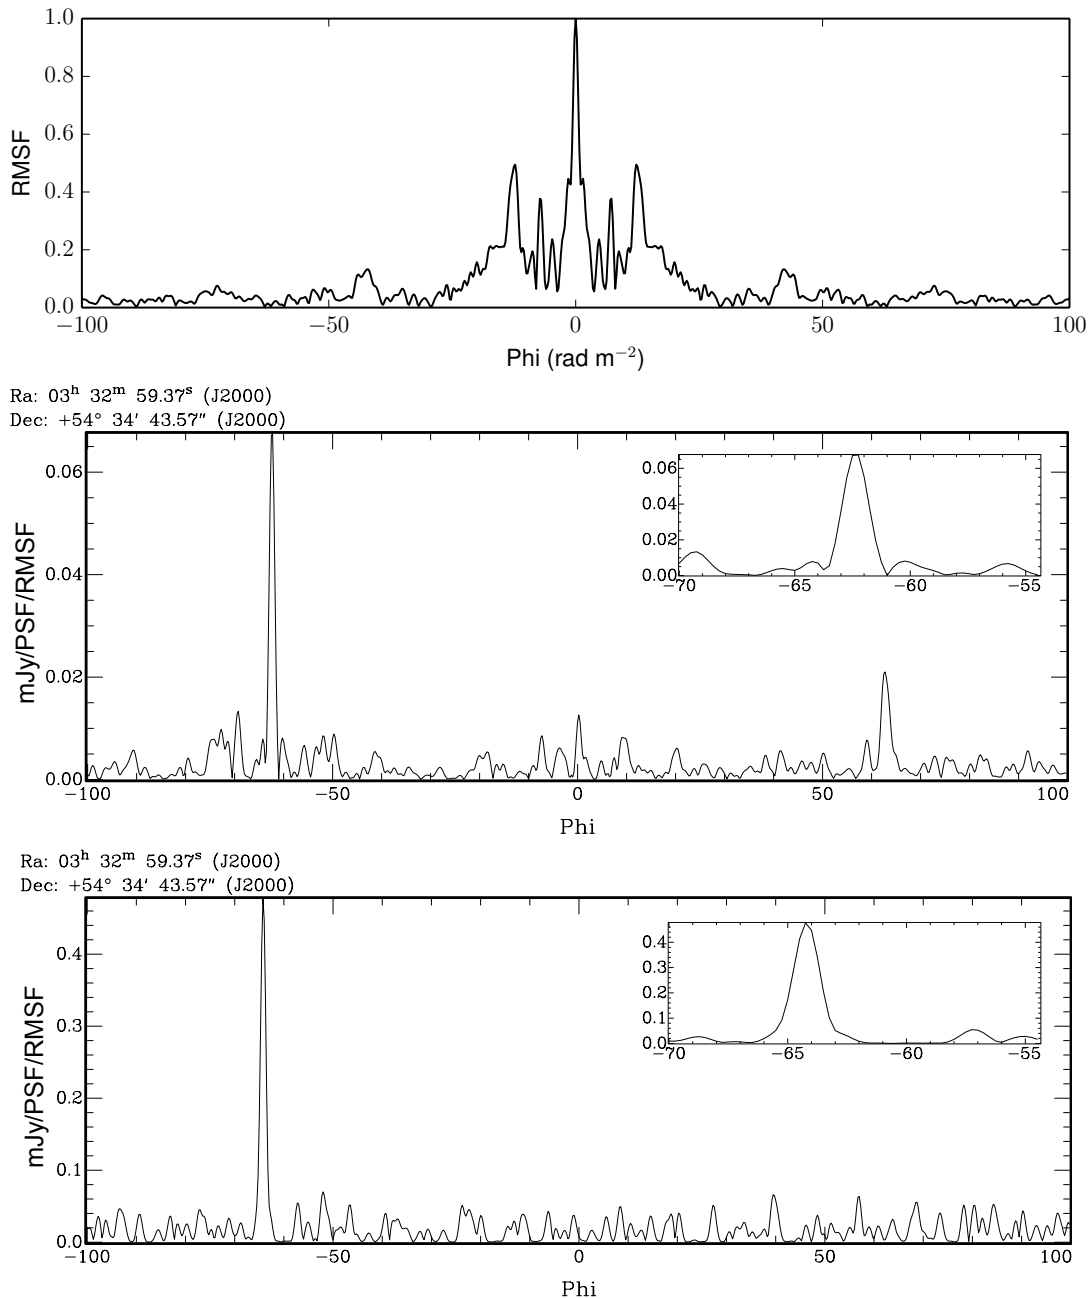 1.0
0.8
0.6
0.4
0.2
0.0
RMSF
−100 −50 0 50 100
Phi (rad m⁻²)
Ra: 03ʰ 32ᵐ 59.37ˢ (J2000)
Dec: +54° 34′ 43.57″ (J2000)
0.06
0.04
0.02
0.00
mJy/PSF/RMSF
0.06
0.04
0.02
0.00
−70 −65 −60 −55
−100 −50 0 50 100
Phi
Ra: 03ʰ 32ᵐ 59.37ˢ (J2000)
Dec: +54° 34′ 43.57″ (J2000)
0.4
0.3
0.2
0.1
0.0
mJy/PSF/RMSF
0.4
0.3
0.2
0.1
0.0
−70 −65 −60 −55
−100 −50 0 50 100
Phi